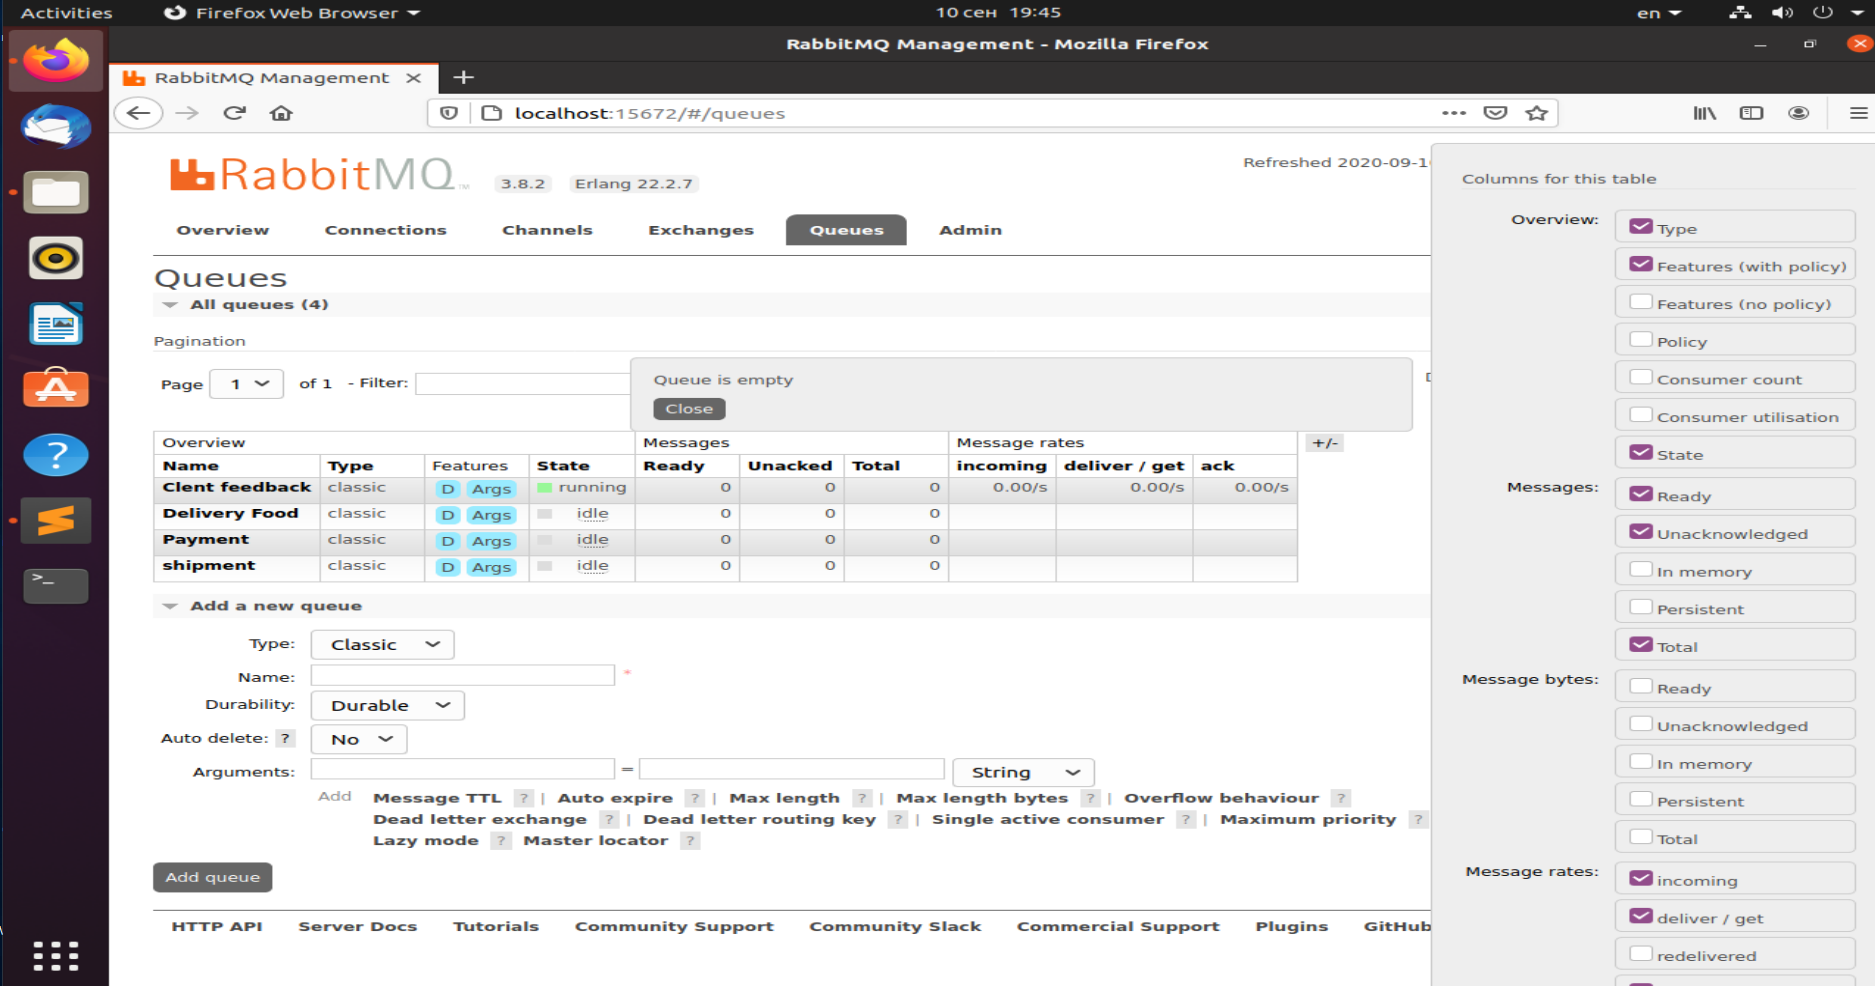 Activities
Firefox Web Browser
10 сен 19:45
en
RabbitMQ Management - Mozilla Firefox
RabbitMQ Management
localhost:15672/#/queues
RabbitMQ TM 3.8.2 Erlang 22.2.7
Refreshed 2020-09-1
Overview Connections Channels Exchanges Queues Admin
Queues
All queues (4)
Pagination
Page 1 of 1 - Filter:
Queue is empty
Close
Overview Messages Message rates +/-
Name Type Features State Ready Unacked Total incoming deliver / get ack
Clent feedback classic D Args running 0 0 0 0.00/s 0.00/s 0.00/s
Delivery Food classic D Args idle 0 0 0
Payment classic D Args idle 0 0 0
shipment classic D Args idle 0 0 0
Add a new queue
Type: Classic
Name: *
Durability: Durable
Auto delete: ? No
Arguments: = String
Add Message TTL ? | Auto expire ? | Max length ? | Max length bytes ? | Overflow behaviour ?
Dead letter exchange ? | Dead letter routing key ? | Single active consumer ? | Maximum priority ?
Lazy mode ? Master locator ?
Add queue
HTTP API Server Docs Tutorials Community Support Community Slack Commercial Support Plugins GitHub
Columns for this table
Overview: Type
Features (with policy)
Features (no policy)
Policy
Consumer count
Consumer utilisation
State
Messages: Ready
Unacknowledged
In memory
Persistent
Total
Message bytes: Ready
Unacknowledged
In memory
Persistent
Total
Message rates: incoming
deliver / get
redelivered